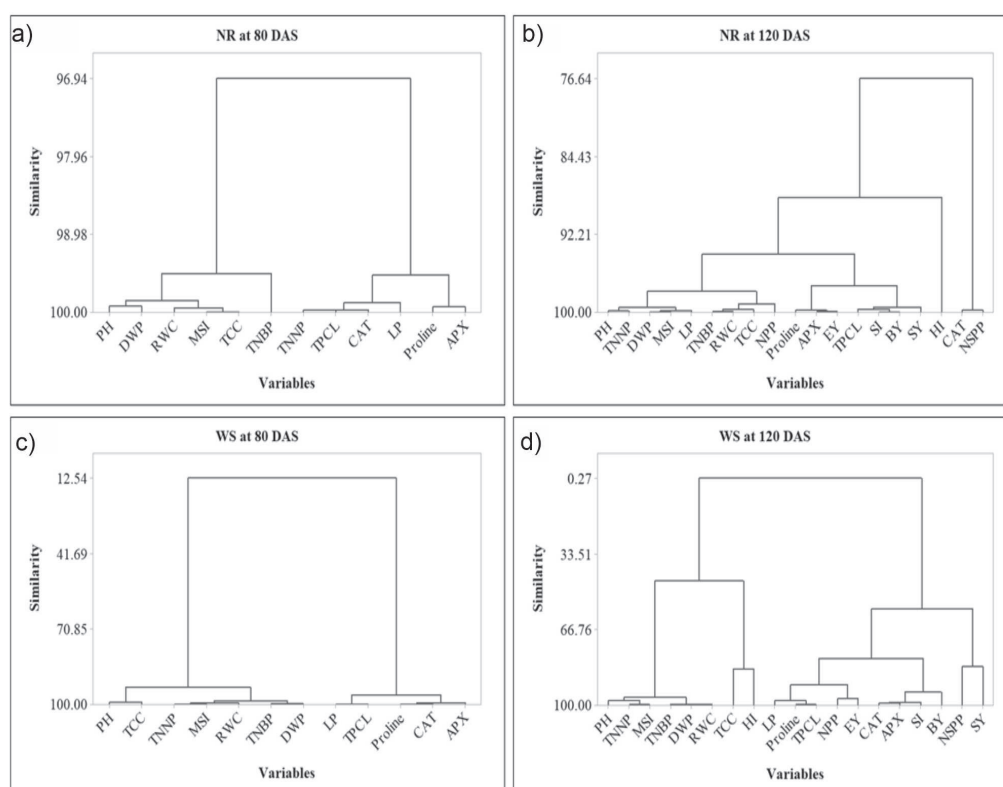 a)
NR at 80 DAS
Similarity
96.94
97.96
98.98
100.00
PH DWP RWC MSI TCC TNBP TNNP TPCL CAT LP Proline APX
Variables
b)
NR at 120 DAS
Similarity
76.64
84.43
92.21
100.00
PH TNNP DWP MSI LP TNBP RWC TCC NPP Proline APX EY TPCL SI BY SY HI CAT NSPP
Variables
c)
WS at 80 DAS
Similarity
12.54
41.69
70.85
100.00
PH TCC TNNP MSI RWC TNBP DWP LP TPCL Proline CAT APX
Variables
d)
WS at 120 DAS
Similarity
0.27
33.51
66.76
100.00
PH TNNP MSI TNBP DWP RWC TCC HI LP Proline TPCL NPP EY CAT APX SI BY NSPP SY
Variables